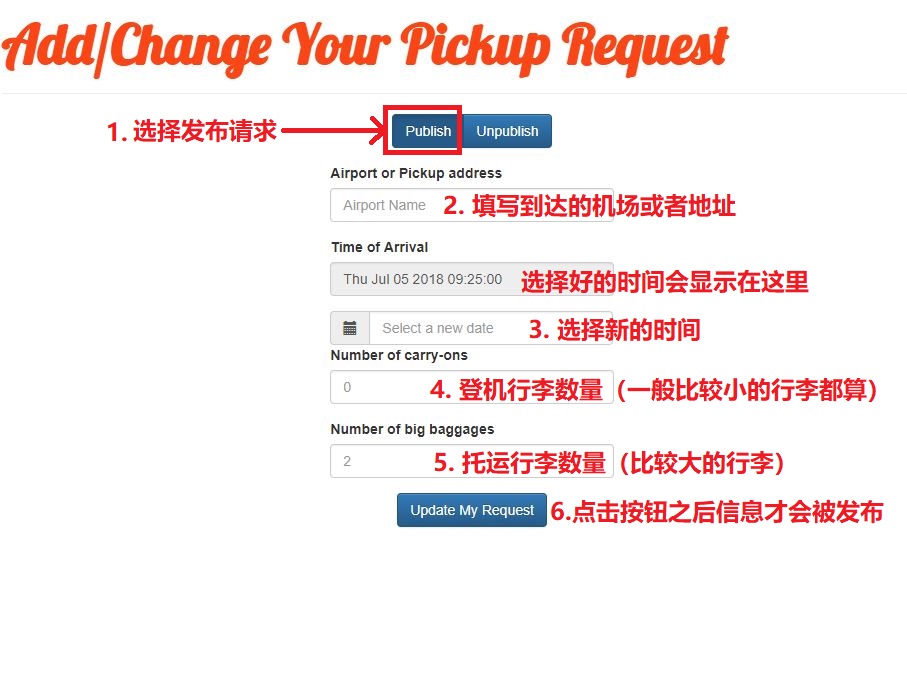 Add/Change Your Pickup Request
1. 选择发布请求
Publish
Unpublish
Airport or Pickup address
Airport Name
2. 填写到达的机场或者地址
Time of Arrival
Thu Jul 05 2018 09:25:00
选择好的时间会显示在这里
Select a new date
3. 选择新的时间
Number of carry-ons
0
4. 登机行李数量（一般比较小的行李都算）
Number of big baggages
2
5. 托运行李数量（比较大的行李）
Update My Request
6.点击按钮之后信息才会被发布